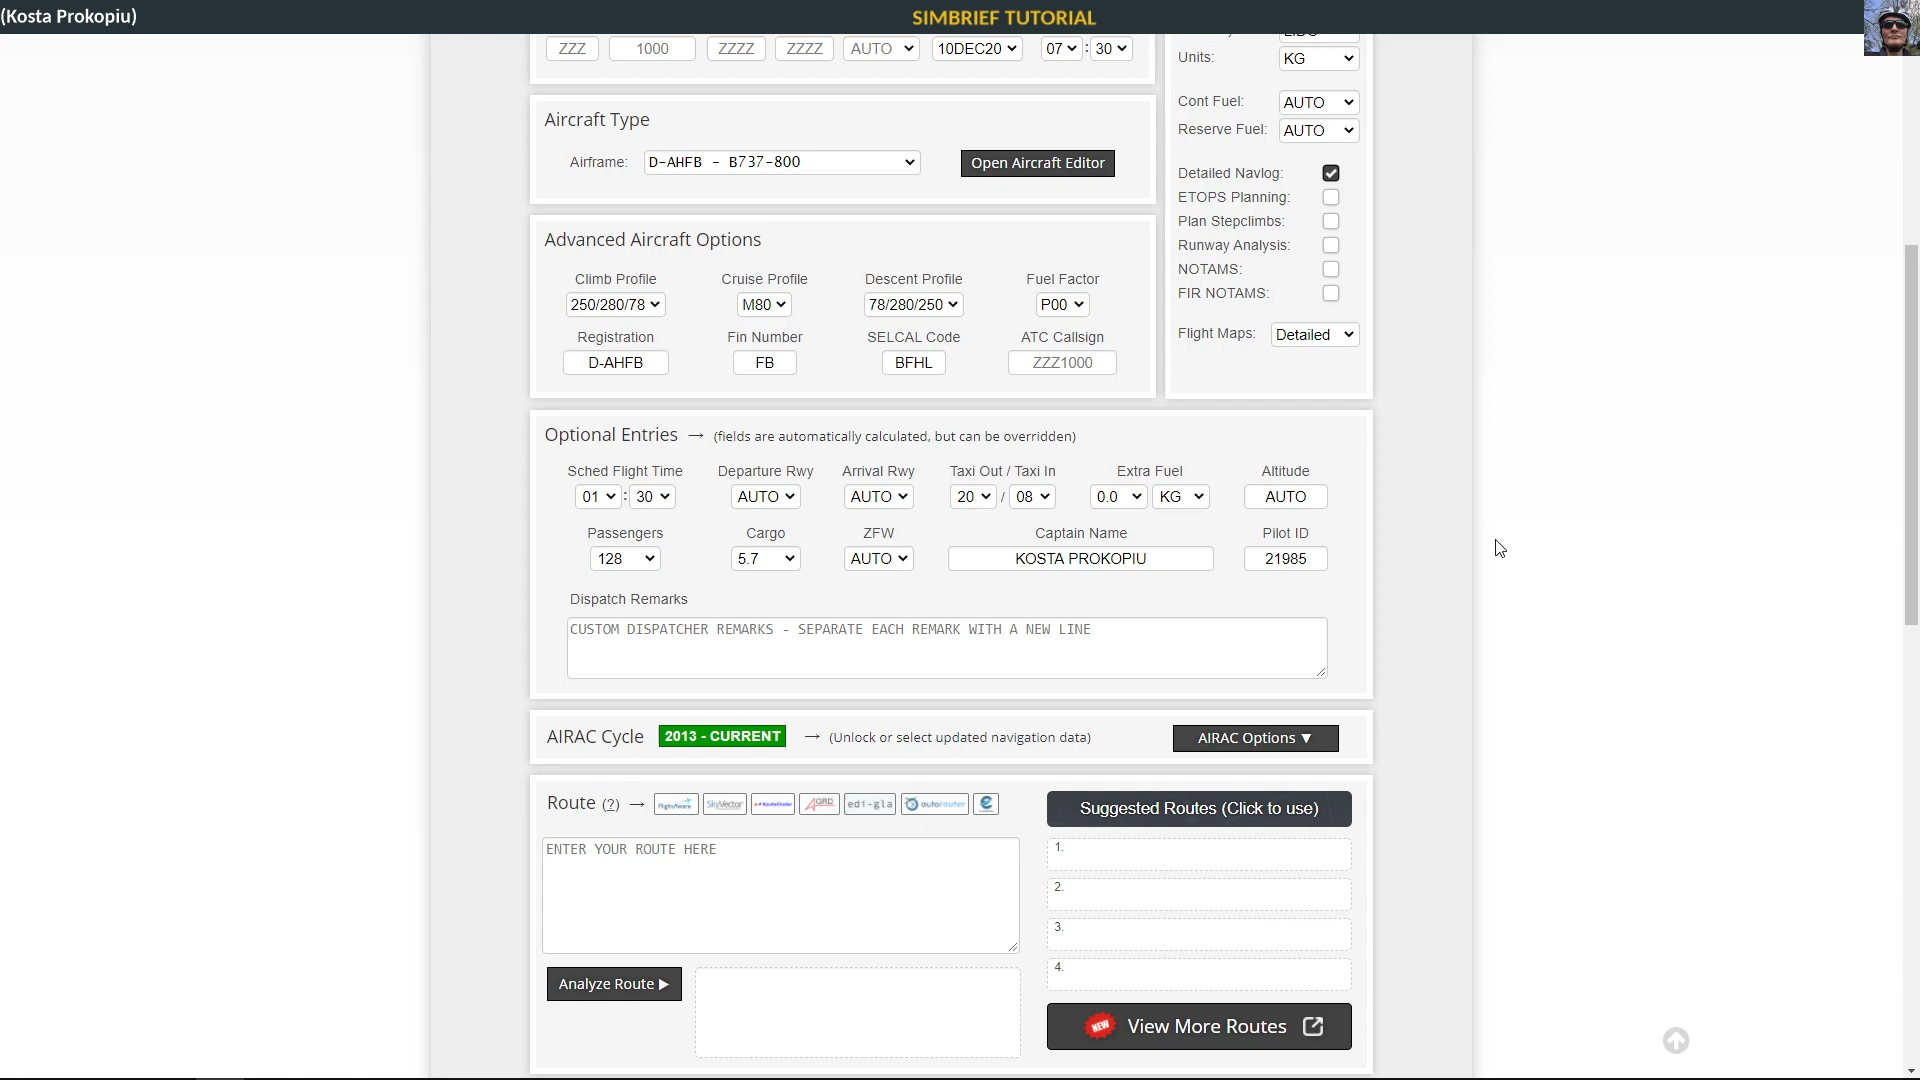 (Kosta Prokopiu)
SIMBRIEF TUTORIAL
ZZZ 1000 ZZZZ ZZZZ AUTO 10DEC20 07 : 30
Units: KG
Cont Fuel: AUTO
Reserve Fuel: AUTO
Detailed Navlog:
ETOPS Planning:
Plan Stepclimbs:
Runway Analysis:
NOTAMS:
FIR NOTAMS:
Flight Maps: Detailed
Aircraft Type
Airframe: D-AHFB - B737-800 Open Aircraft Editor
Advanced Aircraft Options
Climb Profile Cruise Profile Descent Profile Fuel Factor
250/280/78 M80 78/280/250 P00
Registration Fin Number SELCAL Code ATC Callsign
D-AHFB FB BFHL ZZZ1000
Optional Entries → (fields are automatically calculated, but can be overridden)
Sched Flight Time Departure Rwy Arrival Rwy Taxi Out / Taxi In Extra Fuel Altitude
01 : 30 AUTO AUTO 20 / 08 0.0 KG AUTO
Passengers Cargo ZFW Captain Name Pilot ID
128 5.7 AUTO KOSTA PROKOPIU 21985
Dispatch Remarks
CUSTOM DISPATCHER REMARKS - SEPARATE EACH REMARK WITH A NEW LINE
AIRAC Cycle 2013 - CURRENT → (Unlock or select updated navigation data) AIRAC Options ▼
Route (?) → FlightAware SkyVector RouteFinder GRD edi-gla autorouter
Suggested Routes (Click to use)
ENTER YOUR ROUTE HERE
1.
2.
3.
4.
Analyze Route ▶
NEW View More Routes